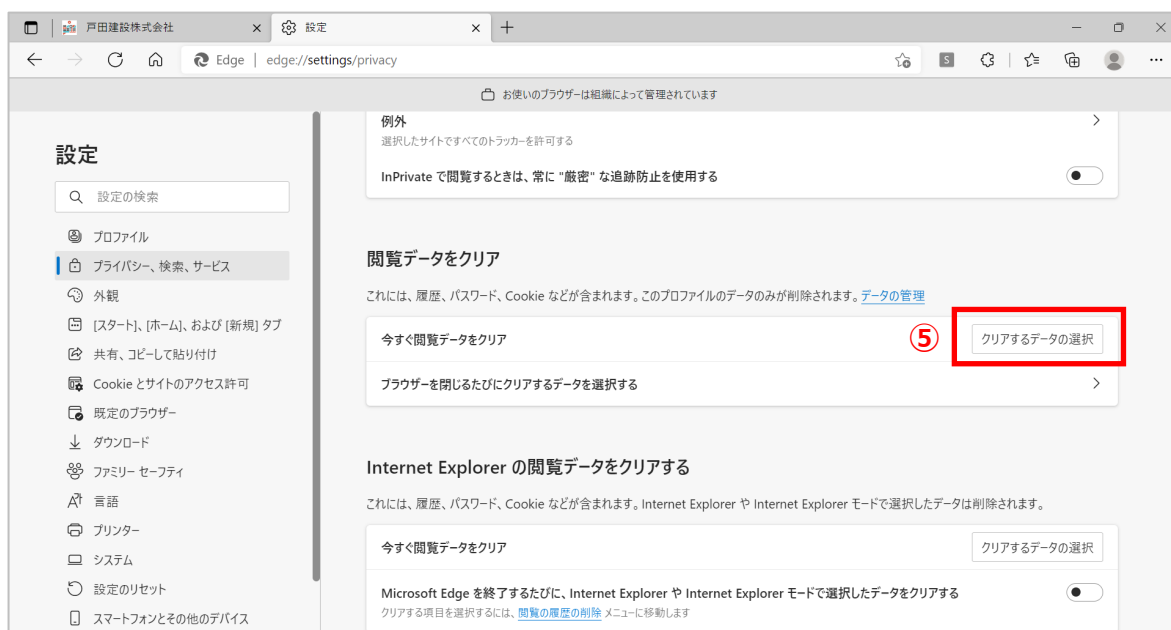 戸田建設株式会社
設定
Edge
edge://settings/privacy
S
お使いのブラウザーは組織によって管理されています
設定
設定の検索
プロファイル
プライバシー、検索、サービス
外観
[スタート]、[ホーム]、および [新規] タブ
共有、コピーして貼り付け
Cookie とサイトのアクセス許可
既定のブラウザー
ダウンロード
ファミリー セーフティ
言語
プリンター
システム
設定のリセット
スマートフォンとその他のデバイス
例外
選択したサイトですべてのトラッカーを許可する
InPrivate で閲覧するときは、常に "厳密" な追跡防止を使用する
閲覧データをクリア
これには、履歴、パスワード、Cookie などが含まれます。このプロファイルのデータのみが削除されます。データの管理
今すぐ閲覧データをクリア
⑤
クリアするデータの選択
ブラウザーを閉じるたびにクリアするデータを選択する
Internet Explorer の閲覧データをクリアする
これには、履歴、パスワード、Cookie などが含まれます。Internet Explorer や Internet Explorer モードで選択したデータは削除されます。
今すぐ閲覧データをクリア
クリアするデータの選択
Microsoft Edge を終了するたびに、Internet Explorer や Internet Explorer モードで選択したデータをクリアする
クリアする項目を選択するには、閲覧の履歴の削除 メニューに移動します